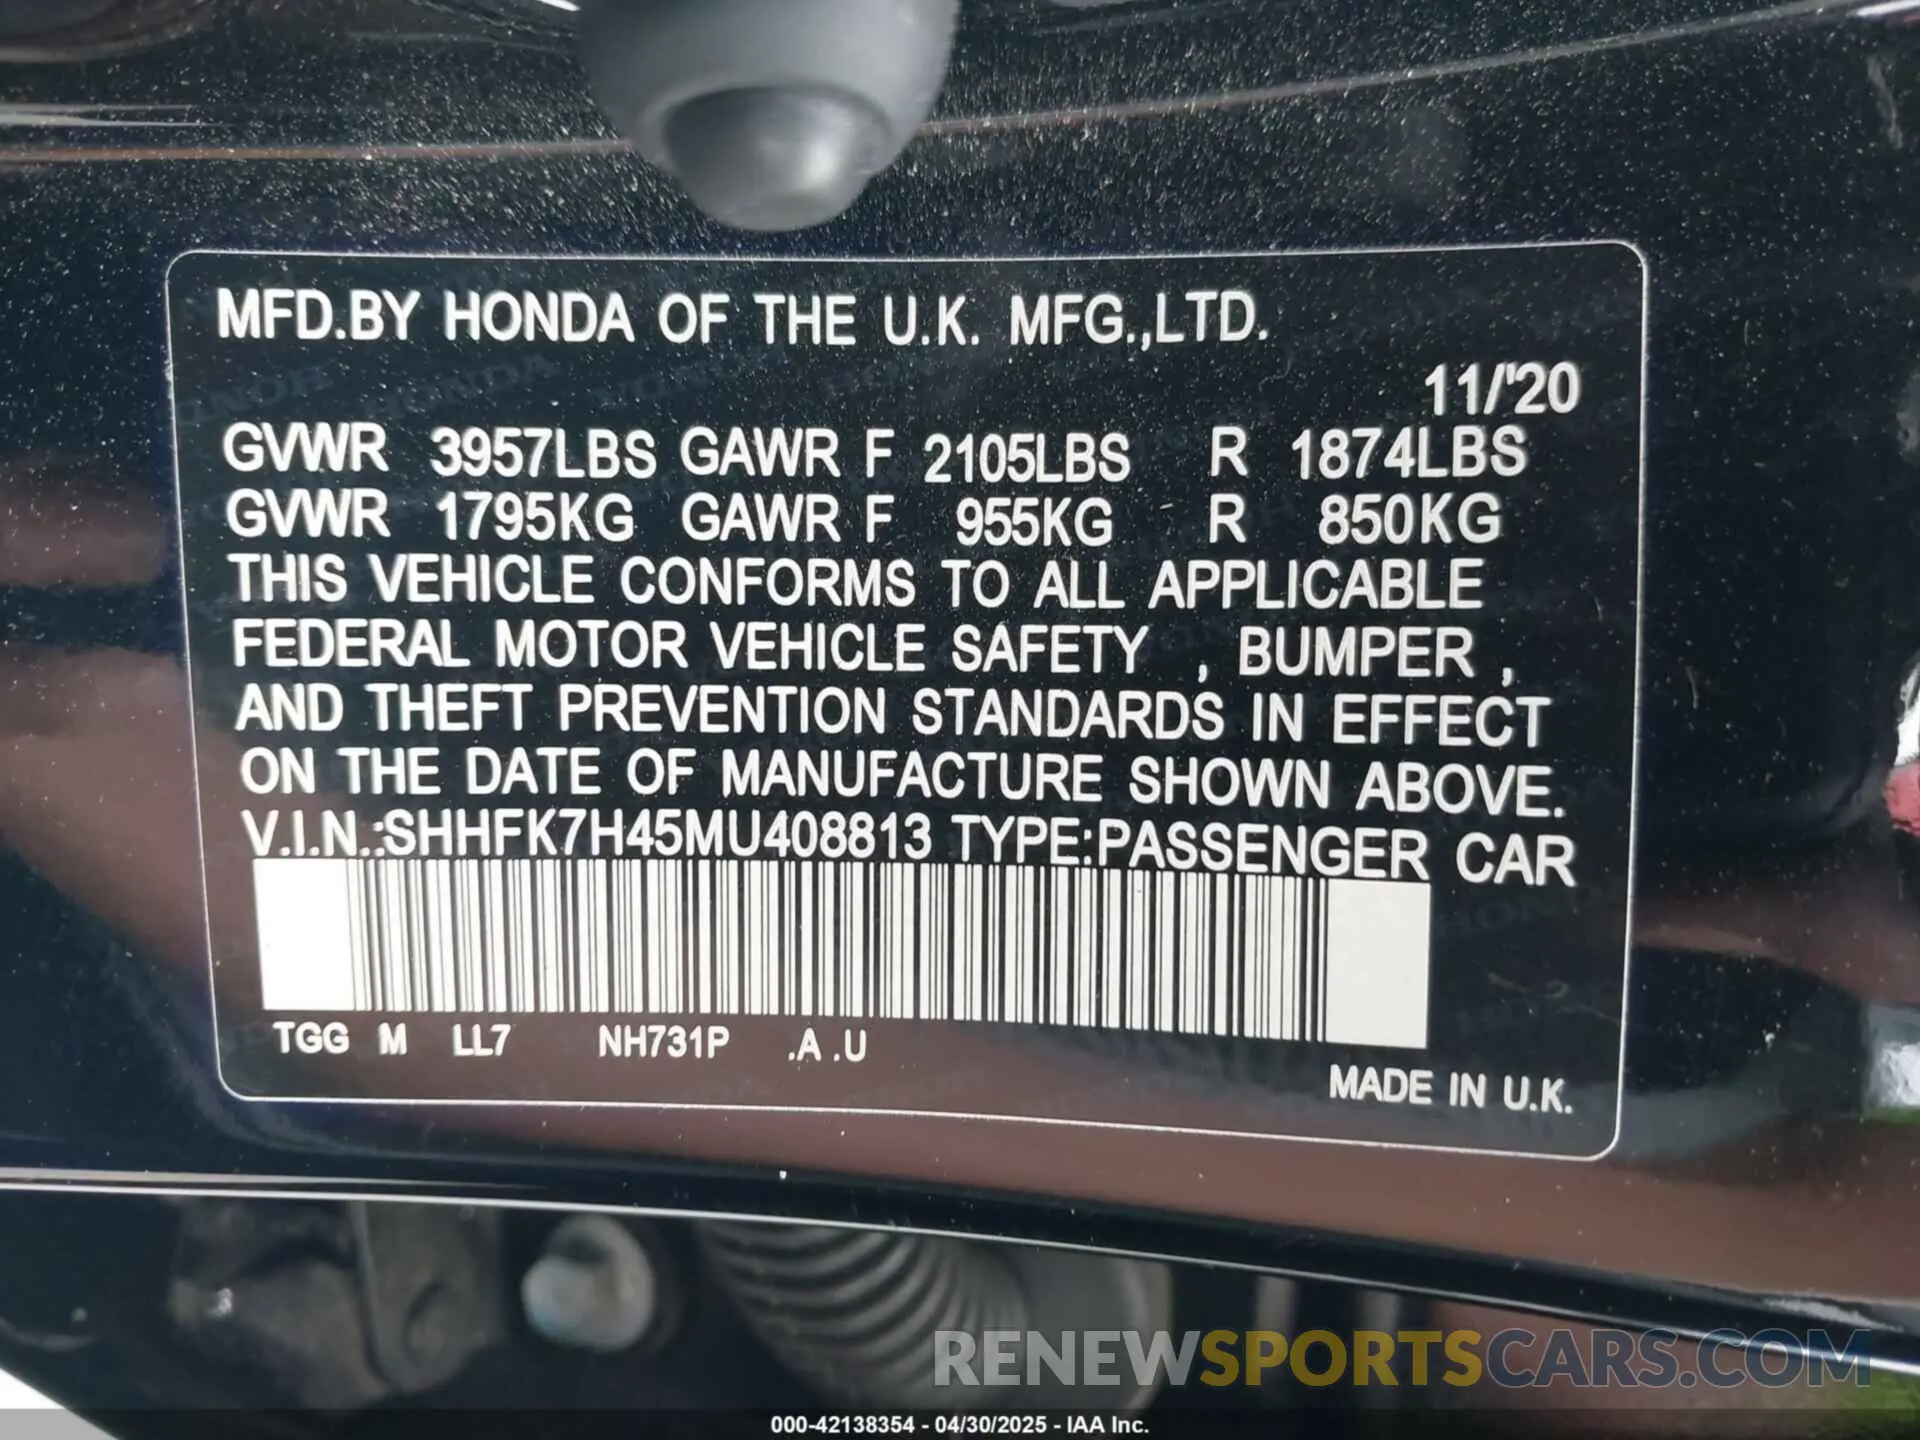 MFD.BY HONDA OF THE U.K. MFG.,LTD.
11/'20
GVWR 3957LBS GAWR F 2105LBS R 1874LBS
GVWR 1795KG GAWR F 955KG R 850KG
THIS VEHICLE CONFORMS TO ALL APPLICABLE
FEDERAL MOTOR VEHICLE SAFETY , BUMPER ,
AND THEFT PREVENTION STANDARDS IN EFFECT
ON THE DATE OF MANUFACTURE SHOWN ABOVE.
V.I.N.:SHHFK7H45MU408813 TYPE:PASSENGER CAR
TGG M LL7 NH731P .A .U
MADE IN U.K.
RENEWSPORTSCARS.COM
000-42138354 - 04/30/2025 - IAA Inc.